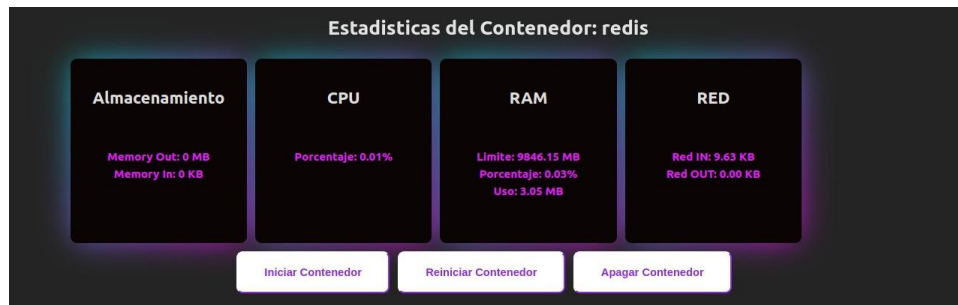 Estadisticas del Contenedor: redis
Almacenamiento
Memory Out: 0 MB
Memory In: 0 KB
CPU
Porcentaje: 0.01%
RAM
Limite: 9846.15 MB
Porcentaje: 0.03%
Uso: 3.05 MB
RED
Red IN: 9.63 KB
Red OUT: 0.00 KB
Iniciar Contenedor
Reiniciar Contenedor
Apagar Contenedor